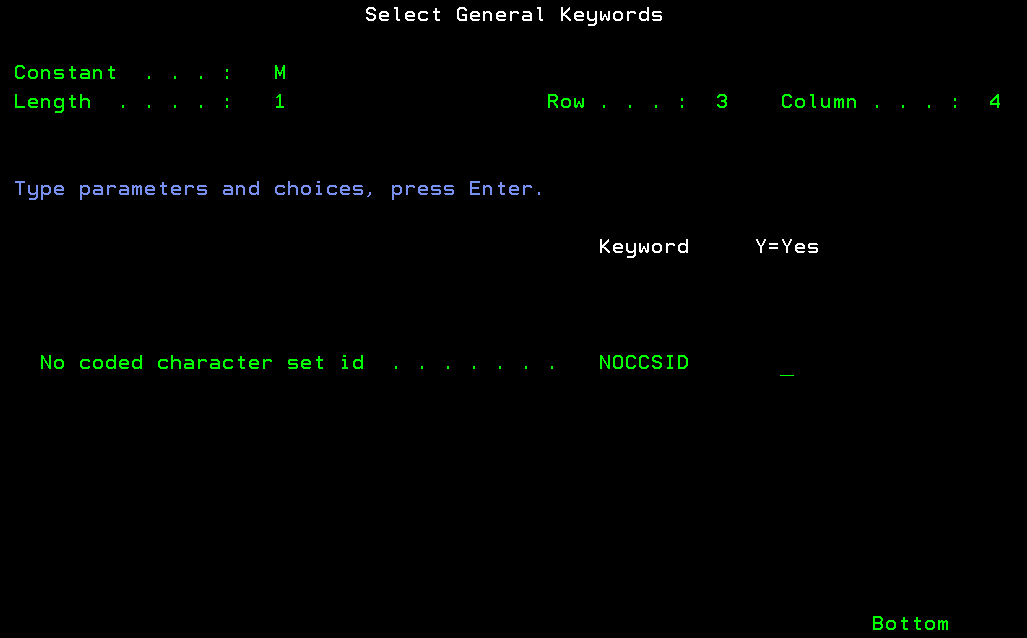 Select General Keywords
Constant . . . : M
Length . . . . : 1 Row . . . : 3 Column . . . : 4
Type parameters and choices, press Enter.
Keyword Y=Yes
No coded character set id . . . . . . . NOCCSID _
Bottom